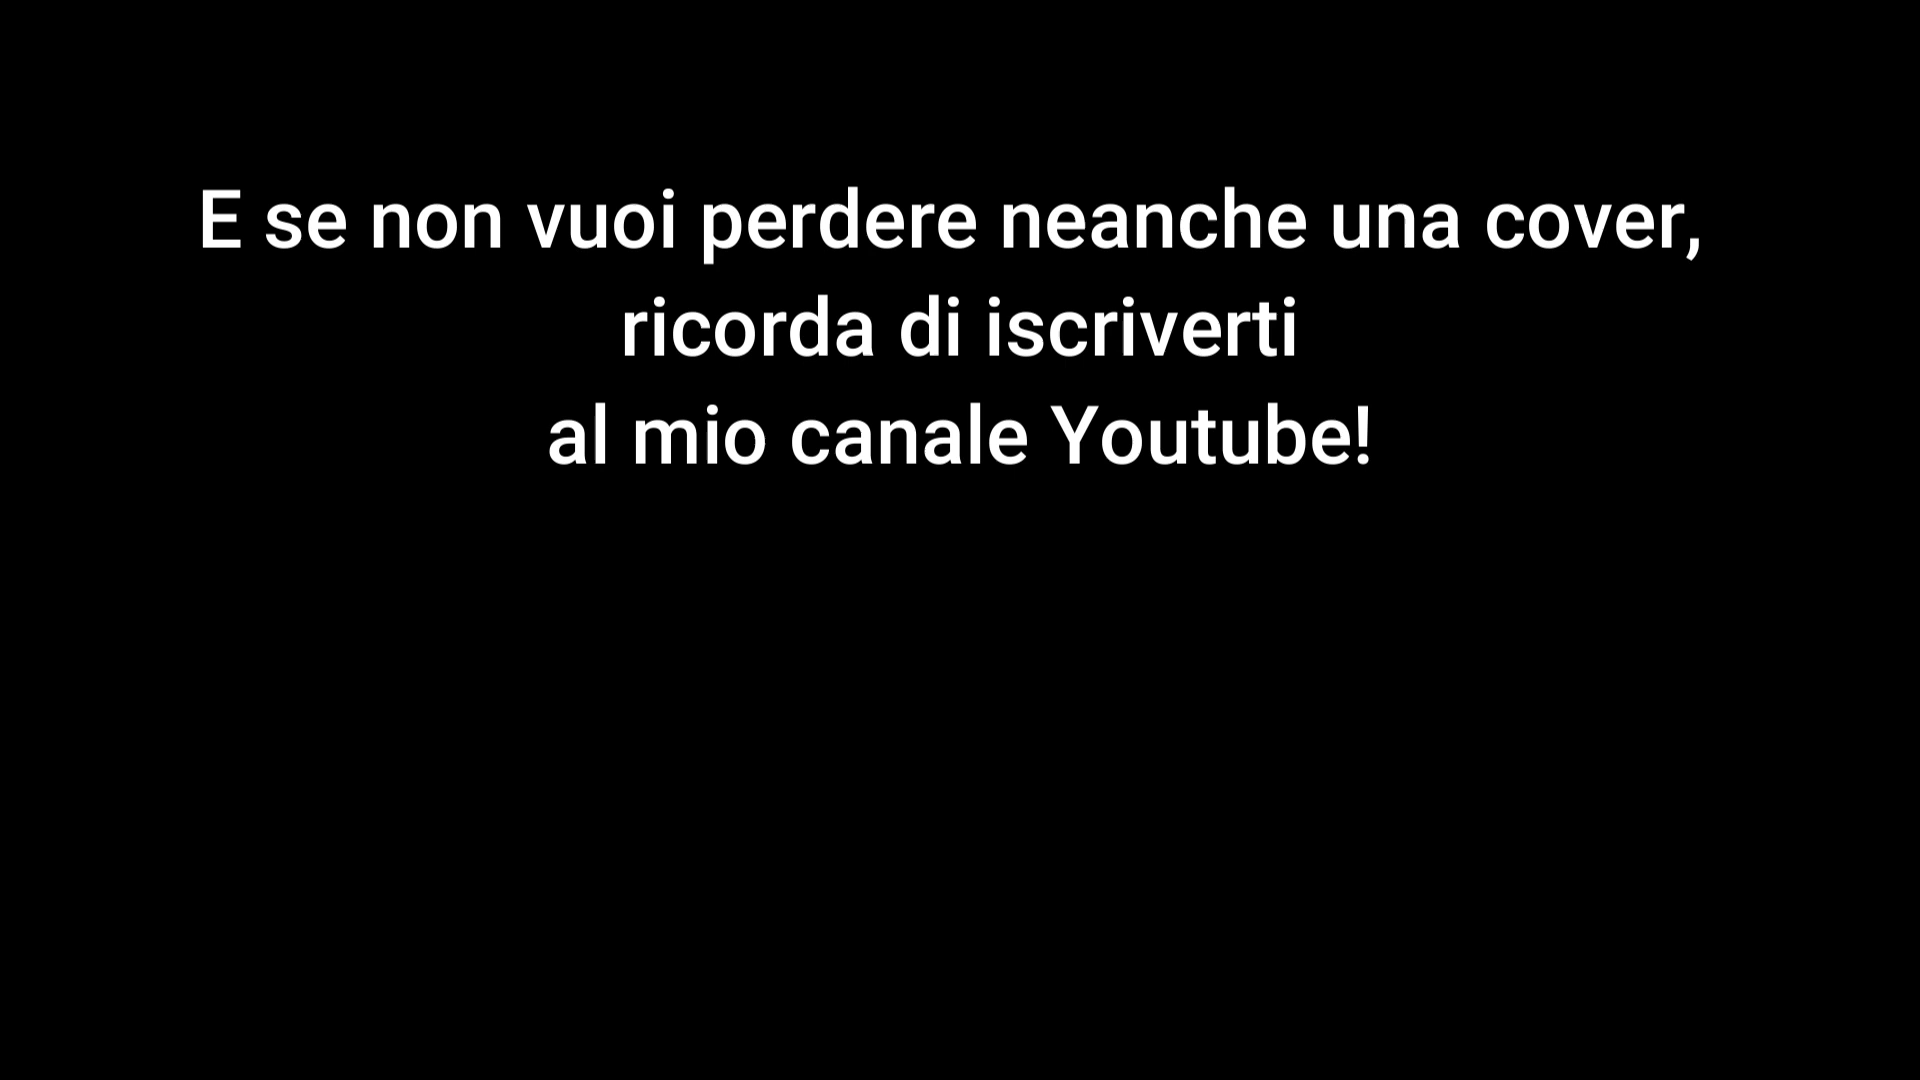 E se non vuoi perdere neanche una cover,
ricorda di iscriverti
al mio canale Youtube!